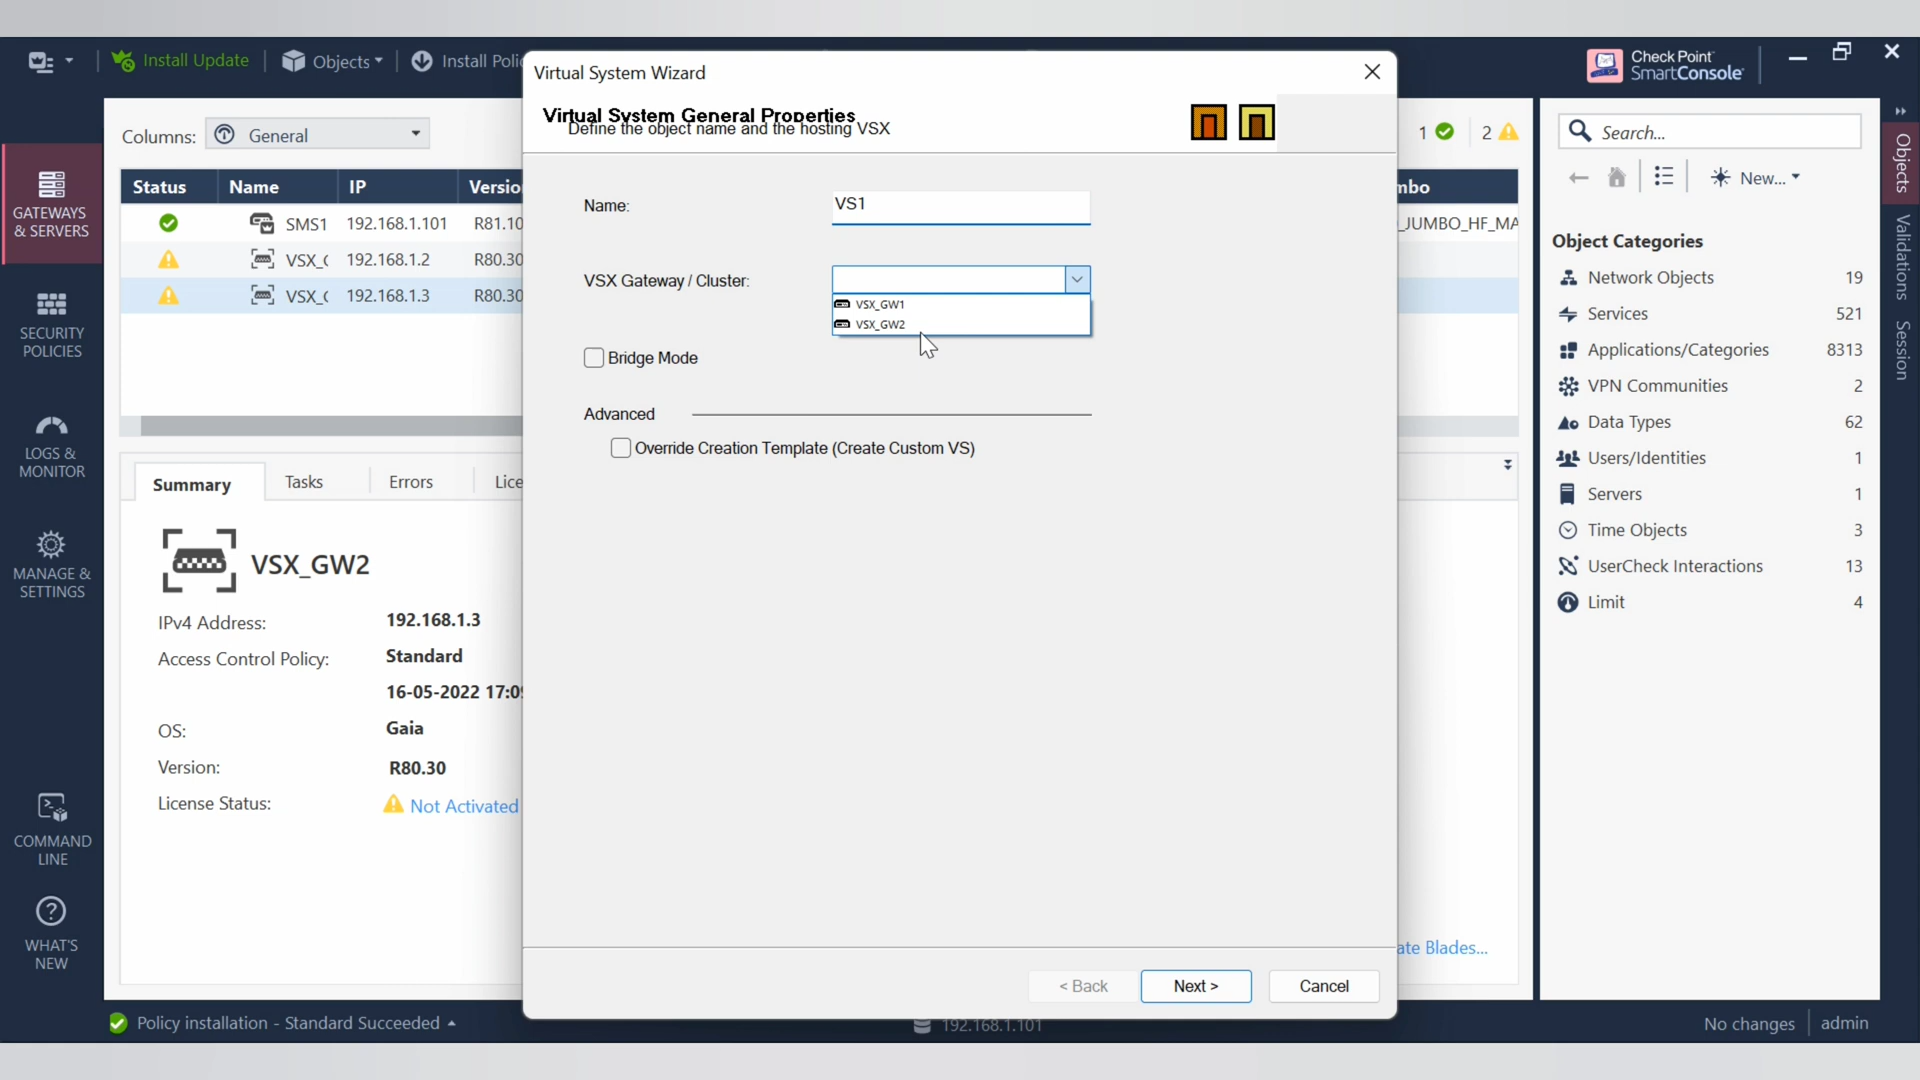 Install Update
Objects
Install Polic
Check Point
SmartConsole
Columns:
General
Status
Name
IP
Versio
SMS1
192.168.1.101
R81.10
VSX_(
192.168.1.2
R80.30
VSX_(
192.168.1.3
R80.30
Virtual System Wizard
Virtual System General Properties
Define the object name and the hosting VSX
Name:
VS1
VSX Gateway / Cluster:
VSX_GW1
VSX_GW2
Bridge Mode
Advanced
Override Creation Template (Create Custom VS)
< Back
Next >
Cancel
1
2
mbo
_JUMBO_HF_MA
ate Blades...
GATEWAYS
& SERVERS
SECURITY
POLICIES
LOGS &
MONITOR
MANAGE &
SETTINGS
COMMAND
LINE
WHAT'S
NEW
Summary
Tasks
Errors
Lice
VSX_GW2
IPv4 Address:
192.168.1.3
Access Control Policy:
Standard
16-05-2022 17:09
OS:
Gaia
Version:
R80.30
License Status:
Not Activated
Search...
New...
Object Categories
Network Objects 19
Services 521
Applications/Categories 8313
VPN Communities 2
Data Types 62
Users/Identities 1
Servers 1
Time Objects 3
UserCheck Interactions 13
Limit 4
Objects
Validations
Session
Policy installation - Standard Succeeded
192.168.1.101
No changes
admin